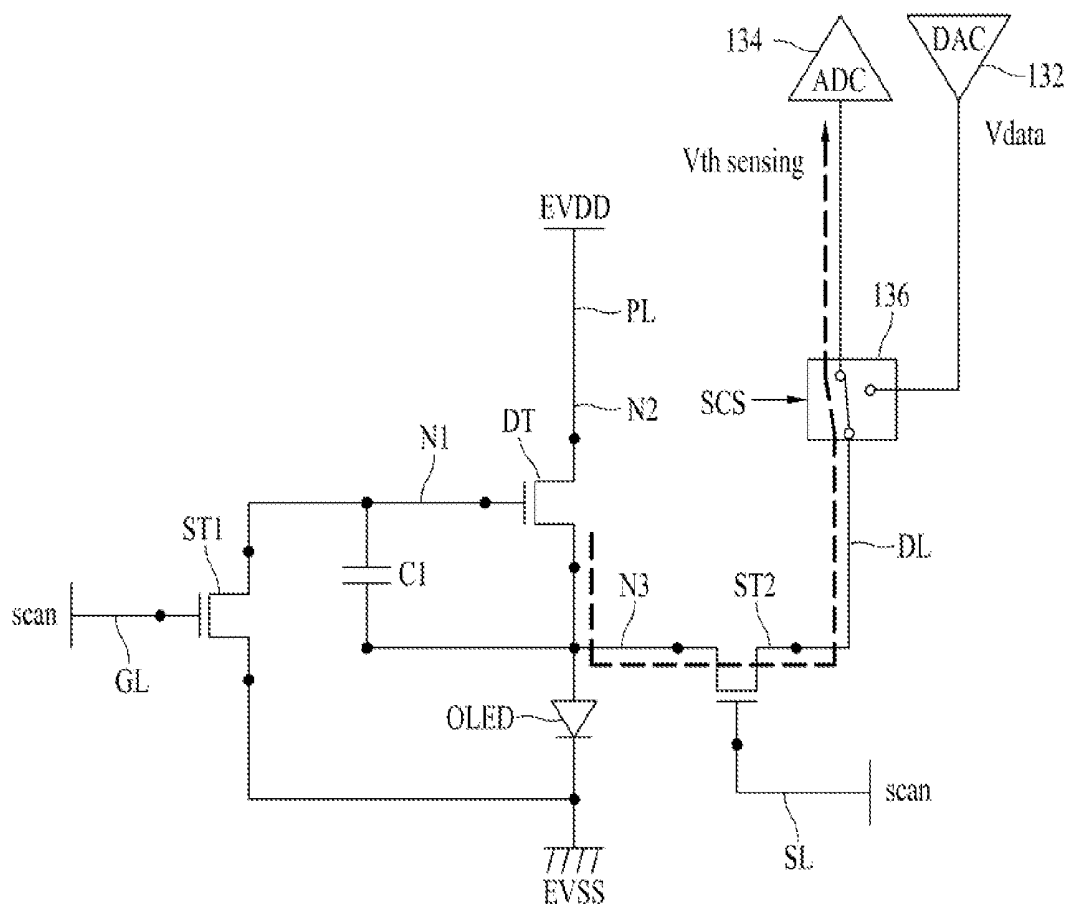 134
ADC
DAC
132
Vdata
Vth sensing
EVDD
136
PL
SCS
N2
DT
N1
ST1
C1
DL
N3
ST2
scan
GL
OLED
scan
SL
EVSS